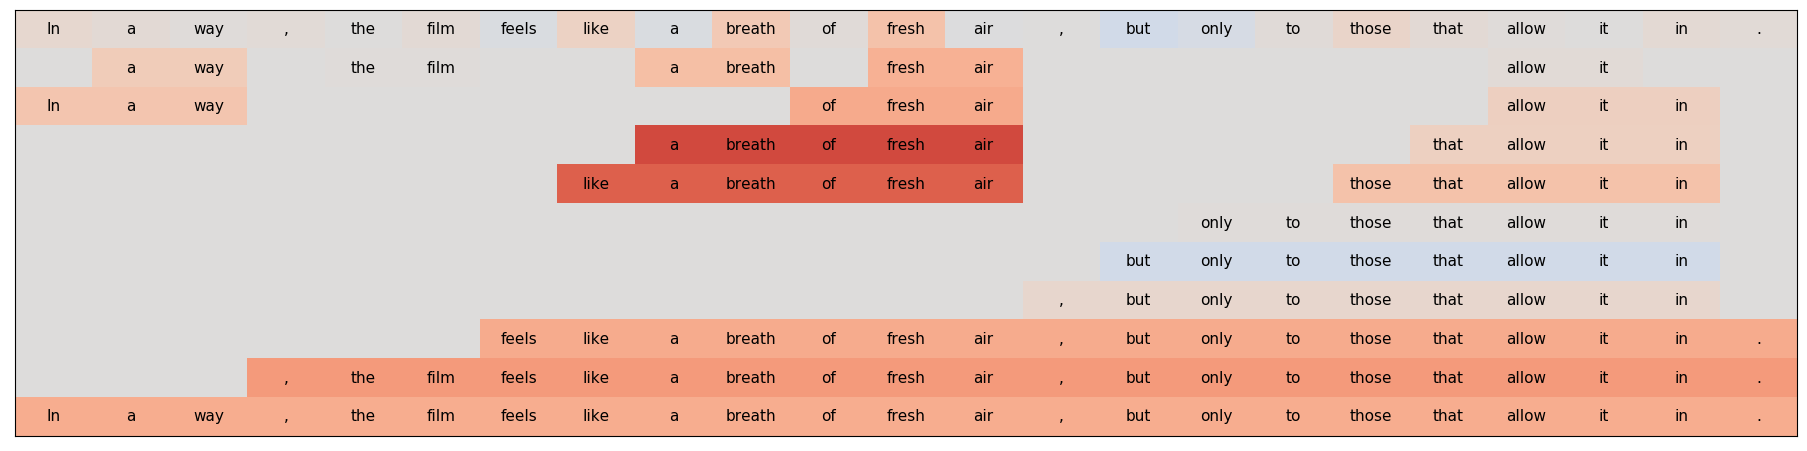 In a way , the film feels like a breath of fresh air , but only to those that allow it in .
a way the film a breath fresh air allow it
In a way of fresh air allow it in
a breath of fresh air that allow it in
like a breath of fresh air those that allow it in
only to those that allow it in
but only to those that allow it in
, but only to those that allow it in
feels like a breath of fresh air , but only to those that allow it in .
, the film feels like a breath of fresh air , but only to those that allow it in .
In a way , the film feels like a breath of fresh air , but only to those that allow it in .